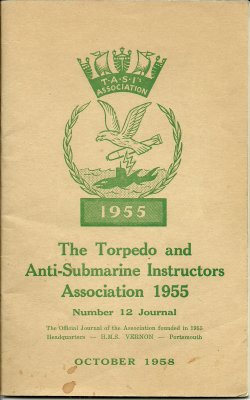 T·A·S·I's
ASSOCIATION
1955
The Torpedo and
Anti-Submarine Instructors
Association 1955
Number 12 Journal
The Official Journal of the Association founded in 1955
Headquarters — H.M.S. VERNON — Portsmouth
OCTOBER 1958